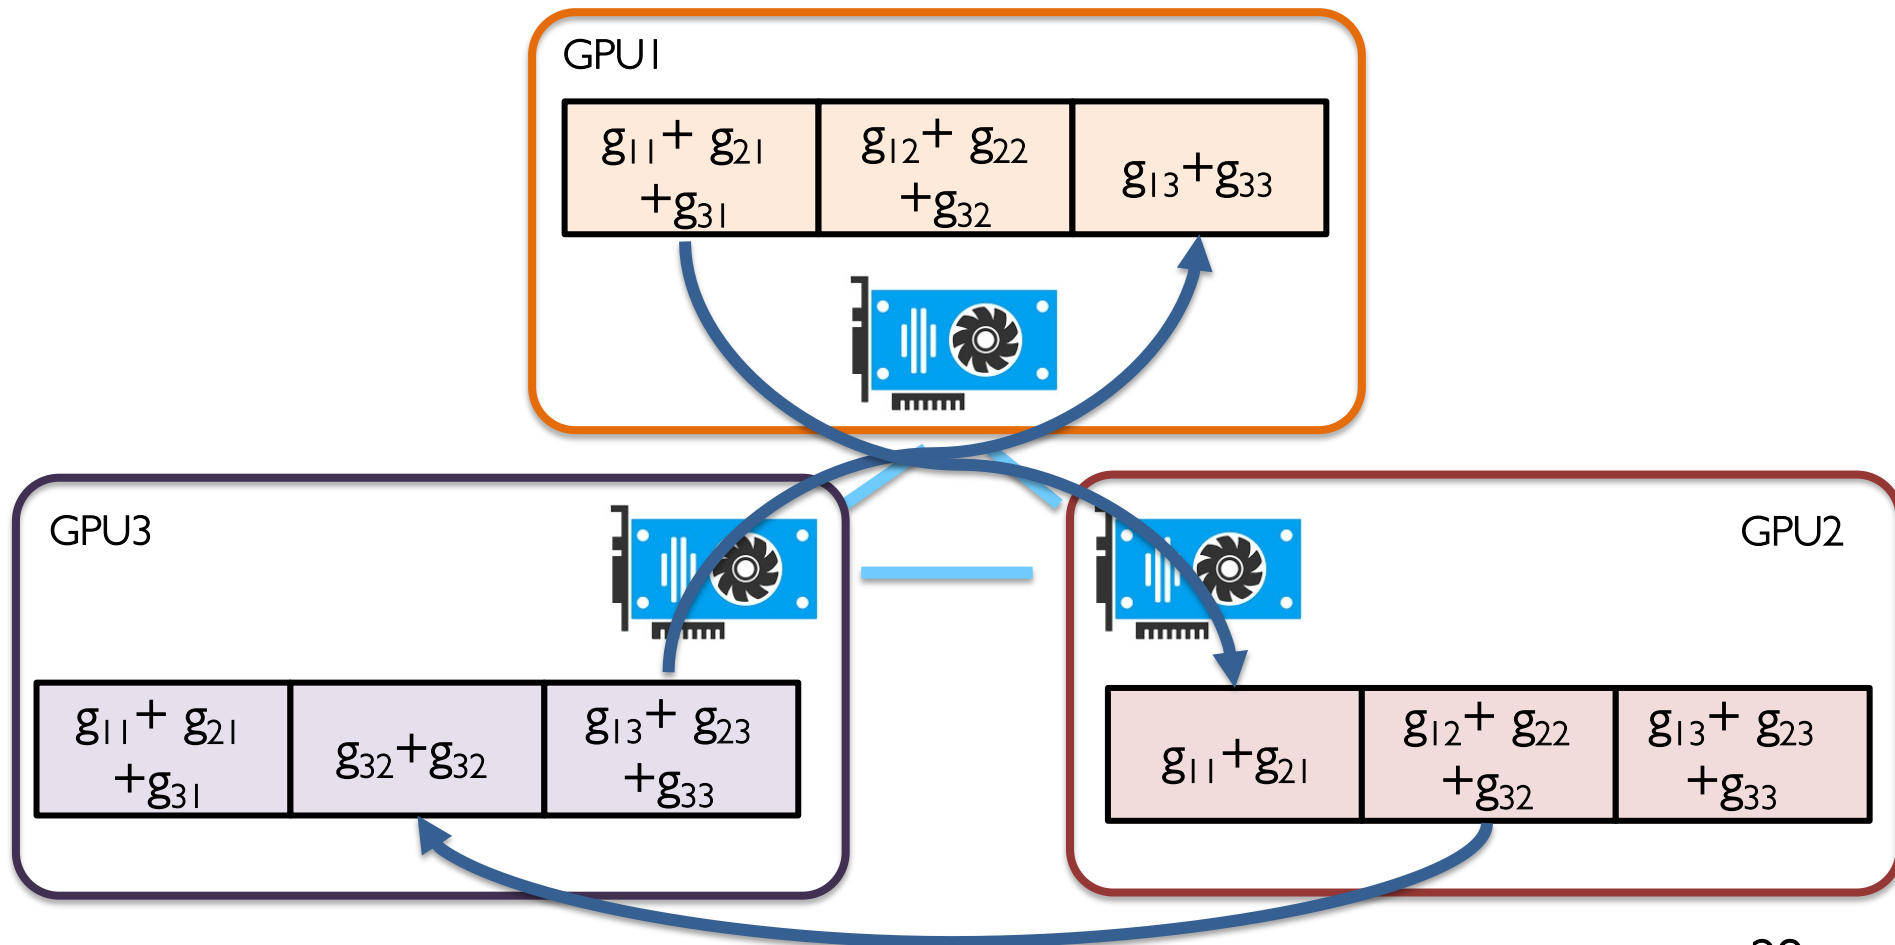 GPU1
g₁₁+ g₂₁
+g₃₁
g₁₂+ g₂₂
+g₃₂
g₁₃+g₃₃
GPU3
g₁₁+ g₂₁
+g₃₁
g₃₂+g₃₂
g₁₃+ g₂₃
+g₃₃
GPU2
g₁₁+g₂₁
g₁₂+ g₂₂
+g₃₂
g₁₃+ g₂₃
+g₃₃